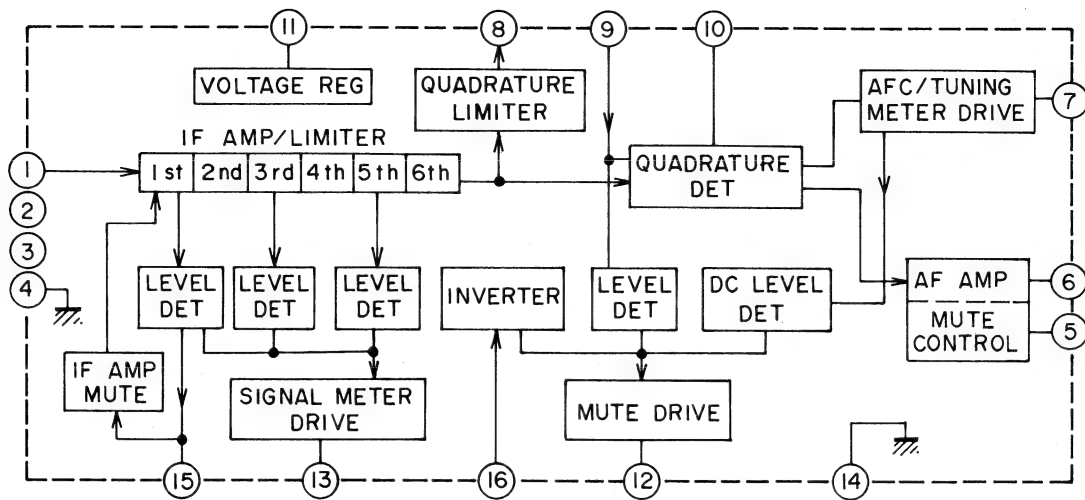 11
8
9
10
VOLTAGE REG
QUADRATURE
LIMITER
AFC/TUNING
METER DRIVE
7
IF AMP/LIMITER
1
1st 2nd 3rd 4th 5th 6th
QUADRATURE
DET
2
3
4
LEVEL
DET
LEVEL
DET
LEVEL
DET
INVERTER
LEVEL
DET
DC LEVEL
DET
AF AMP
6
MUTE
CONTROL
5
IF AMP
MUTE
SIGNAL METER
DRIVE
MUTE DRIVE
15
13
16
12
14